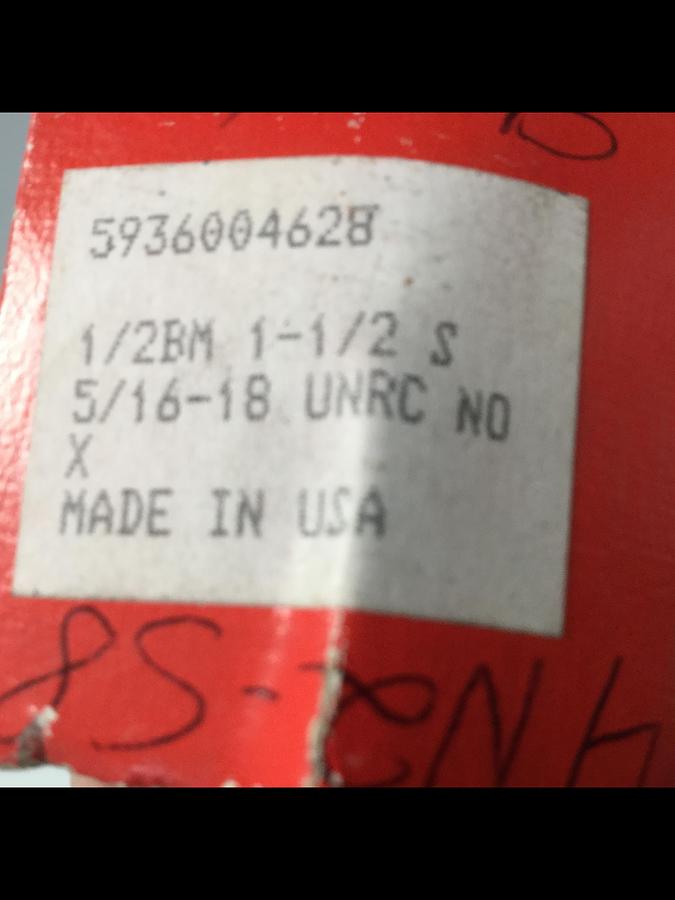 5936004628
1/2BM 1-1/2 S
5/16-18 UNRC NO
X
MADE IN USA